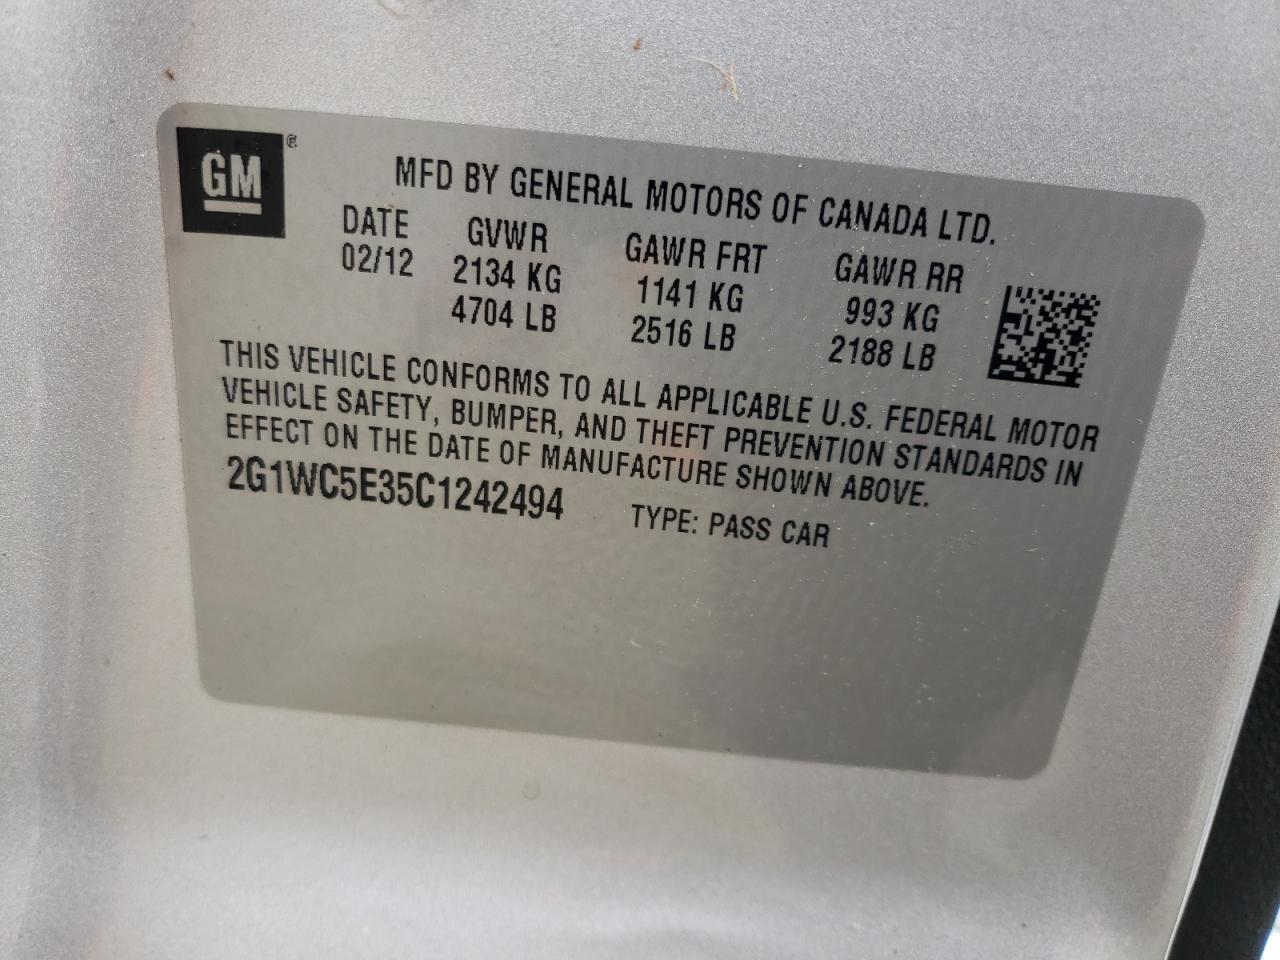 GM
MFD BY GENERAL MOTORS OF CANADA LTD.
DATE GVWR GAWR FRT GAWR RR
02/12 2134 KG 1141 KG 993 KG
4704 LB 2516 LB 2188 LB
THIS VEHICLE CONFORMS TO ALL APPLICABLE U.S. FEDERAL MOTOR
VEHICLE SAFETY, BUMPER, AND THEFT PREVENTION STANDARDS IN
EFFECT ON THE DATE OF MANUFACTURE SHOWN ABOVE.
2G1WC5E35C1242494 TYPE: PASS CAR